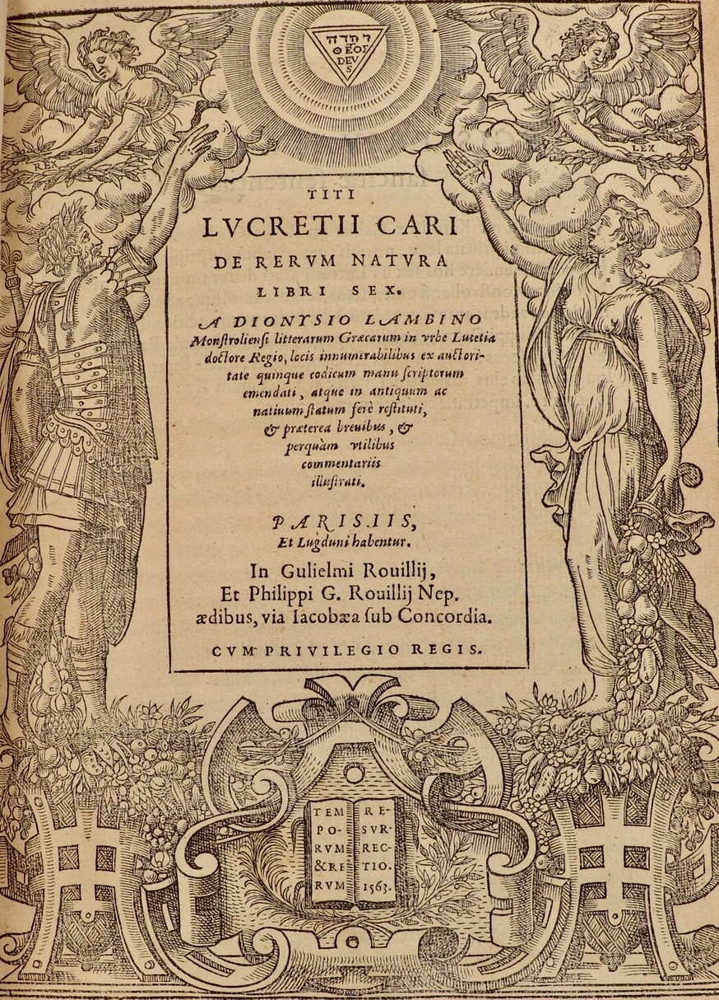 ΘΕΟΣ
DEV
S
REX
LEX
TITI
LVCRETII CARI
DE RERVM NATVRA
LIBRI SEX.
A DIONYSIO LAMBINO
Monſtrolienſi litterarum Græcarum in vrbe Lutetia
doctore Regio, locis innumerabilibus ex auctori-
tate quinque codicum manu ſcriptorum
emendati, atque in antiquum ac
natiuum ſtatum ferè reſtituti,
& præterea breuibus, &
perquàm vtilibus
commentariis
illuſtrati.
PARISIIS,
Et Lugduni habentur.
In Gulielmi Rouillij,
Et Philippi G. Rouillij Nep.
ædibus, via Iacobæa ſub Concordia.
CVM PRIVILEGIO REGIS.
TEM
PO-
RVM
&RE
RVM
RE-
SVR-
REC-
TIO.
1563.